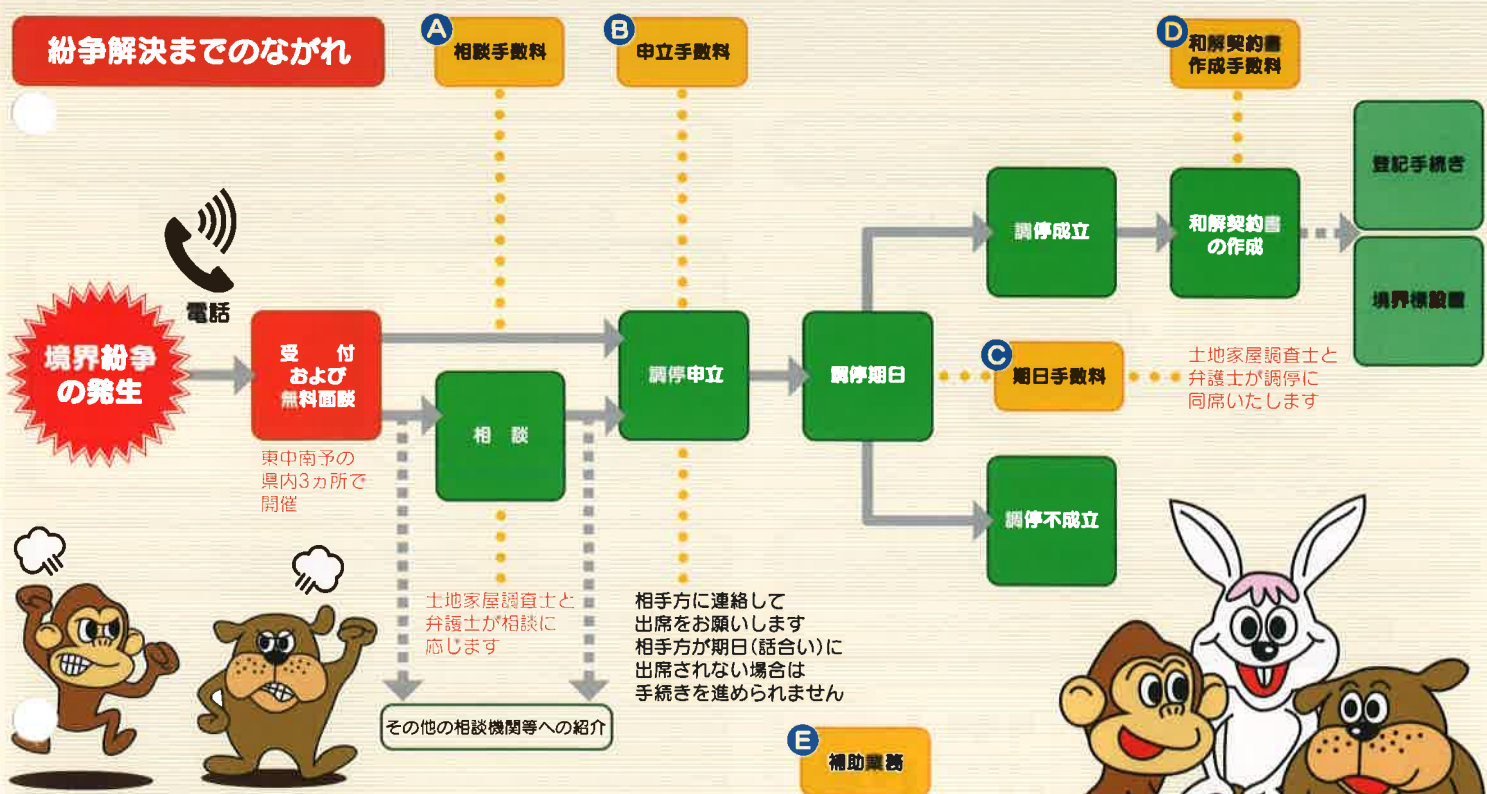 紛争解決までのながれ
A
相談手数料
B
申立手数料
D
和解契約書
作成手数料
登記手続き
電話
調停成立
和解契約書
の作成
境界標設置
境界紛争
の発生
受　付
および
無料面談
東中南予の
県内3ヵ所で
開催
相　談
調停申立
調停期日
C
期日手数料
土地家屋調査士と
弁護士が調停に
同席いたします
調停不成立
土地家屋調査士と
弁護士が相談に
応じます
相手方に連絡して
出席をお願いします
相手方が期日(話合い)に
出席されない場合は
手続きを進められません
その他の相談機関等への紹介
E
補助業務